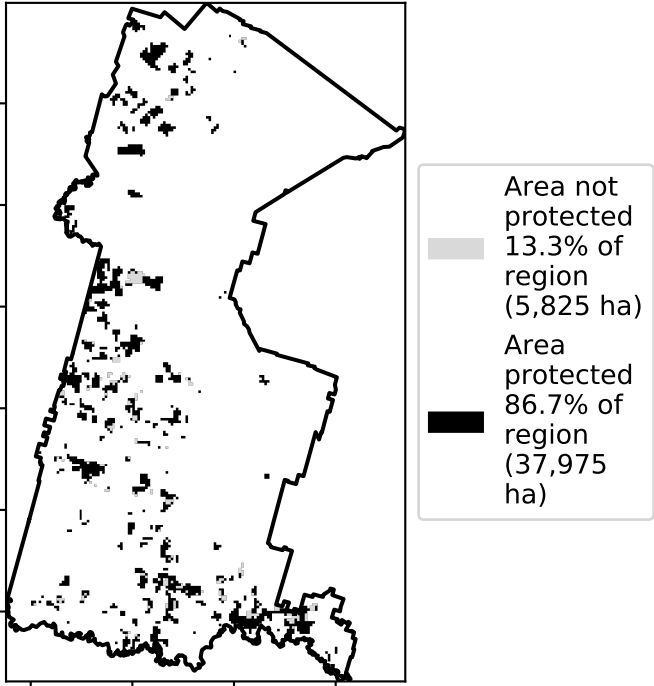 Area not
protected
13.3% of
region
(5,825 ha)
Area
protected
86.7% of
region
(37,975
ha)